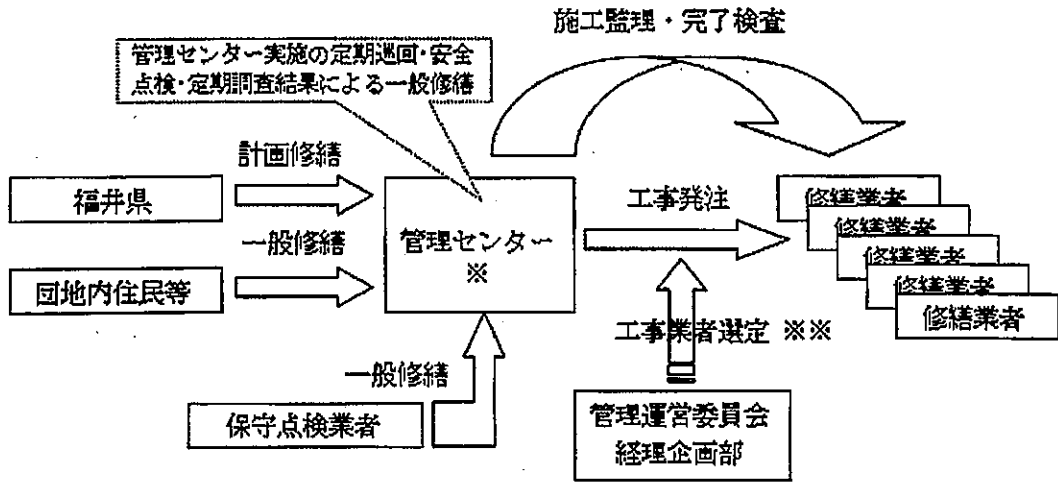 施工監理・完了検査
管理センター実施の定期巡回・安全
点検・定期調査結果による一般修繕
計画修繕
福井県
一般修繕
団地内住民等
管理センター
※
工事発注
修繕業者
修繕業者
修繕業者
修繕業者
修繕業者
工事業者選定 ※※
一般修繕
保守点検業者
管理運営委員会
経理企画部